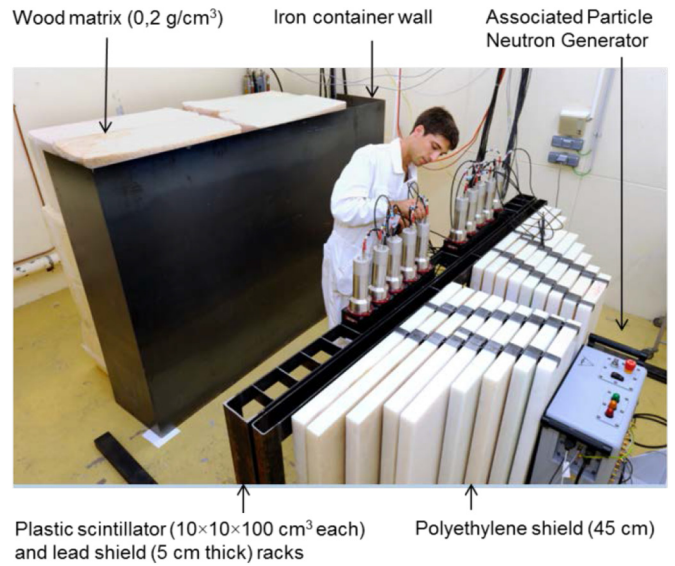 Wood matrix (0,2 g/cm³)
Iron container wall
Associated Particle
Neutron Generator
Plastic scintillator (10×10×100 cm³ each)
and lead shield (5 cm thick) racks
Polyethylene shield (45 cm)